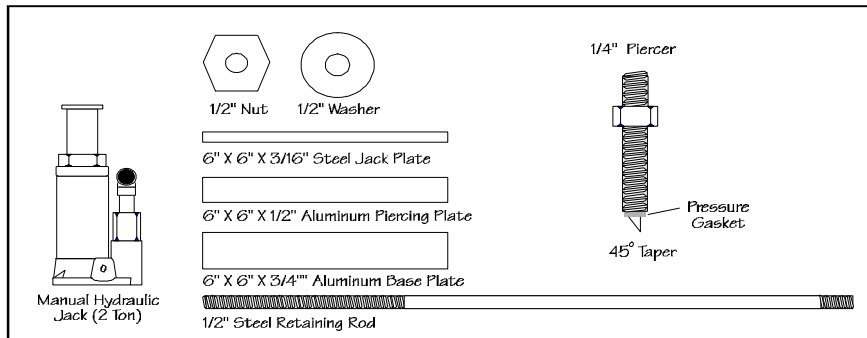 1/4" Piercer
1/2" Nut
1/2" Washer
6" X 6" X 3/16" Steel Jack Plate
6" X 6" X 1/2" Aluminum Piercing Plate
Pressure
Gasket
45° Taper
6" X 6" X 3/4"" Aluminum Base Plate
Manual Hydraulic
Jack (2 Ton)
1/2" Steel Retaining Rod